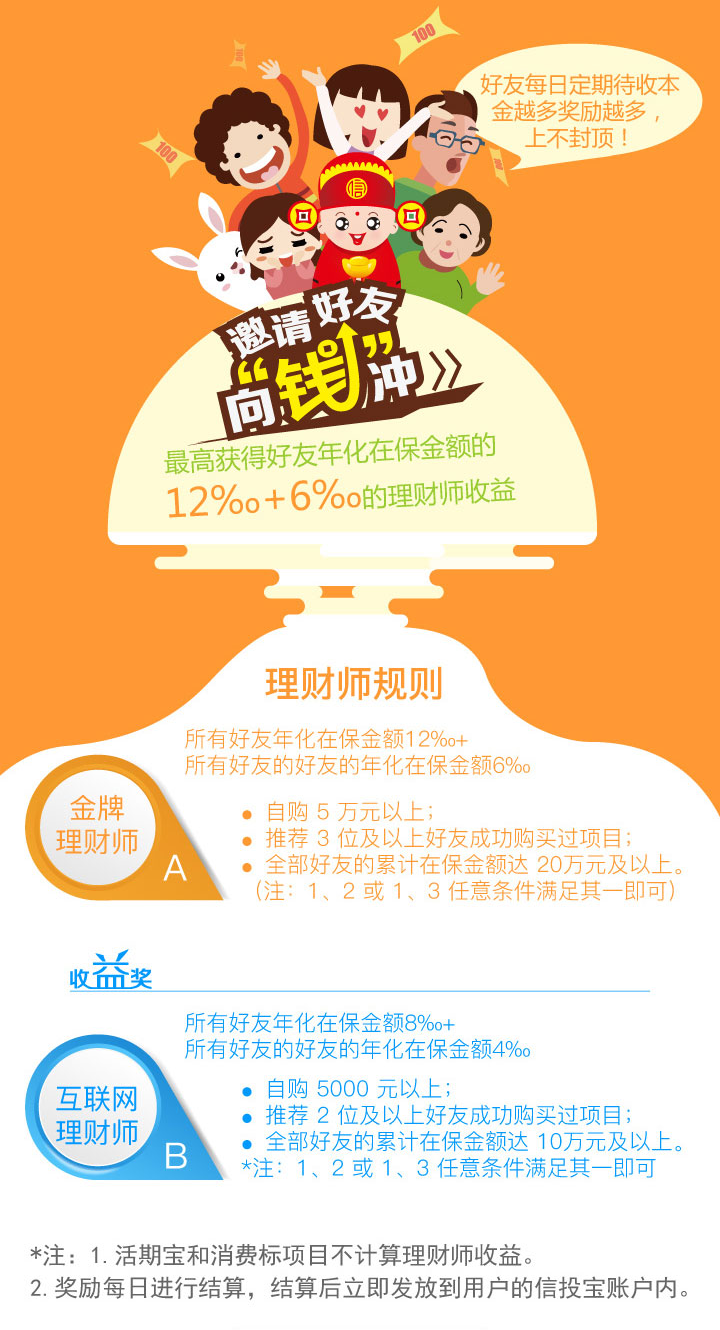 100
好友每日定期待收本
金越多奖励越多，
上不封顶！
100
信
邀请好友
向“钱”冲
最高获得好友年化在保金额的
12‰+6‰的理财师收益
理财师规则
所有好友年化在保金额12‰+
所有好友的好友的年化在保金额6‰
金牌
理财师
A
● 自购 5 万元以上；
● 推荐 3 位及以上好友成功购买过项目；
● 全部好友的累计在保金额达 20万元及以上。
（注：1、2 或 1、3 任意条件满足其一即可）
收益奖
所有好友年化在保金额8‰+
所有好友的好友的年化在保金额4‰
互联网
理财师
B
● 自购 5000 元以上；
● 推荐 2 位及以上好友成功购买过项目；
● 全部好友的累计在保金额达 10万元及以上。
*注：1、2 或 1、3 任意条件满足其一即可
*注：1.活期宝和消费标项目不计算理财师收益。
2.奖励每日进行结算，结算后立即发放到用户的信投宝账户内。